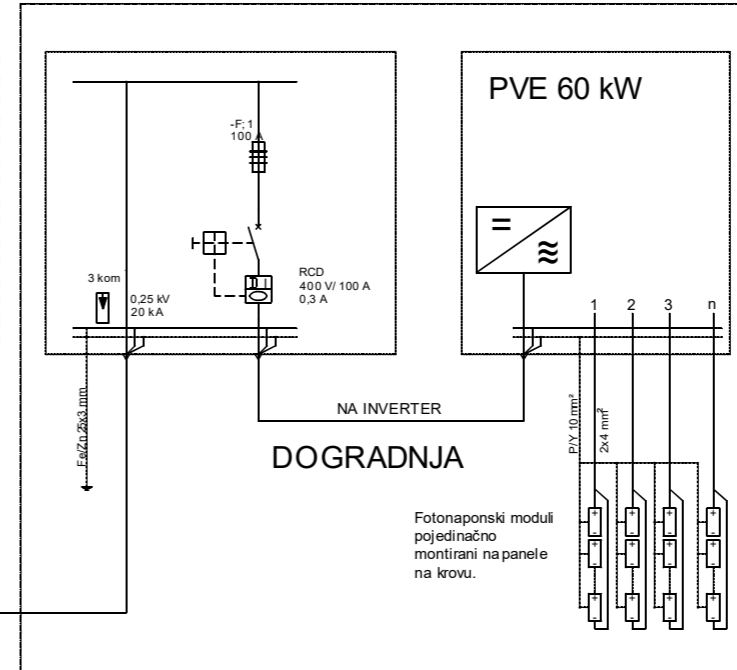 PVE 60 kW
-F; 1
100 A
3 kom
0,25 kV
20 kA
RCD
400 V/ 100 A
0,3 A
1 2 3 n
Fe/Zn 25x3 mm
NA INVERTER
P/Y 10 mm²
2x4 mm²
DOGRADNJA
Fotonaponski moduli
pojedinačno
montirani na panele
na krovu.